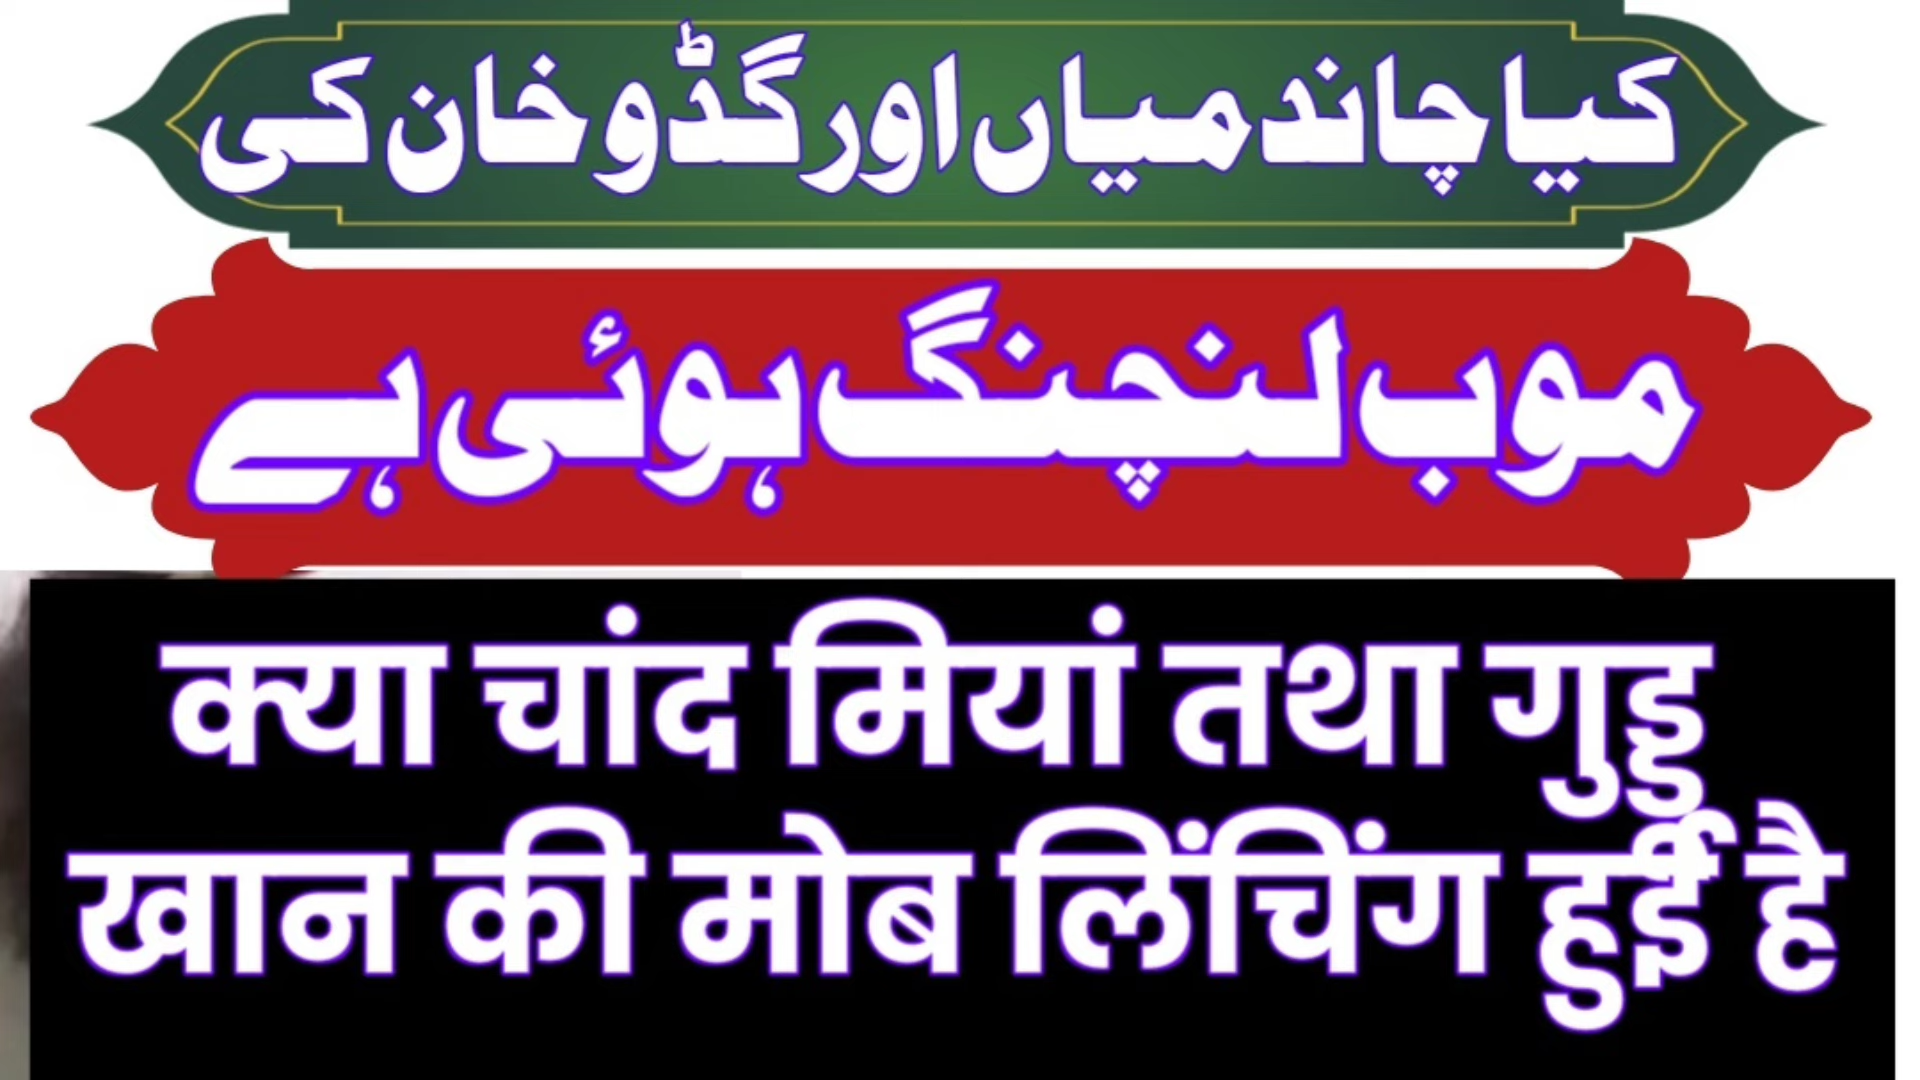 کیا چاند میاں اور گڈو خان کی
موب لنچنگ ہوئی ہے
क्या चांद मियां तथा गुड्डू
खान की मोब लिंचिंग हुई है